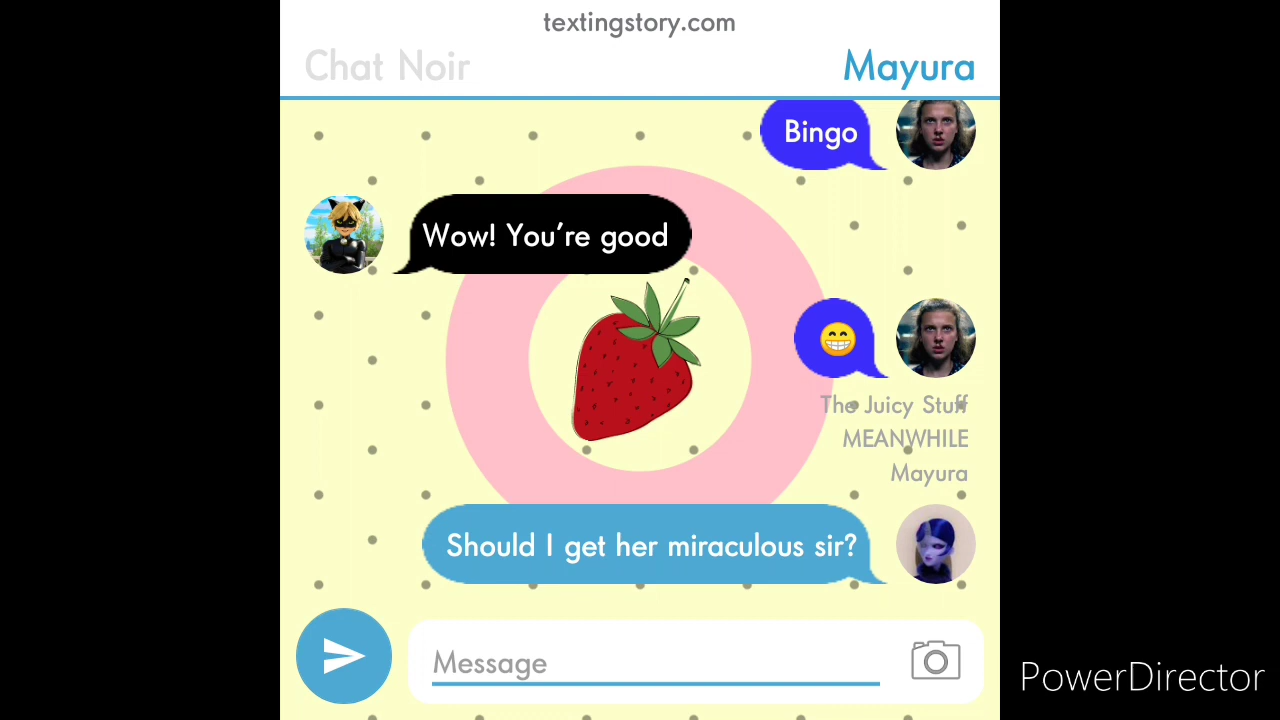 textingstory.com
Chat Noir
Mayura
Bingo
Wow! You're good
The Juicy Stuff
MEANWHILE
Mayura
Should I get her miraculous sir?
Message
PowerDirector